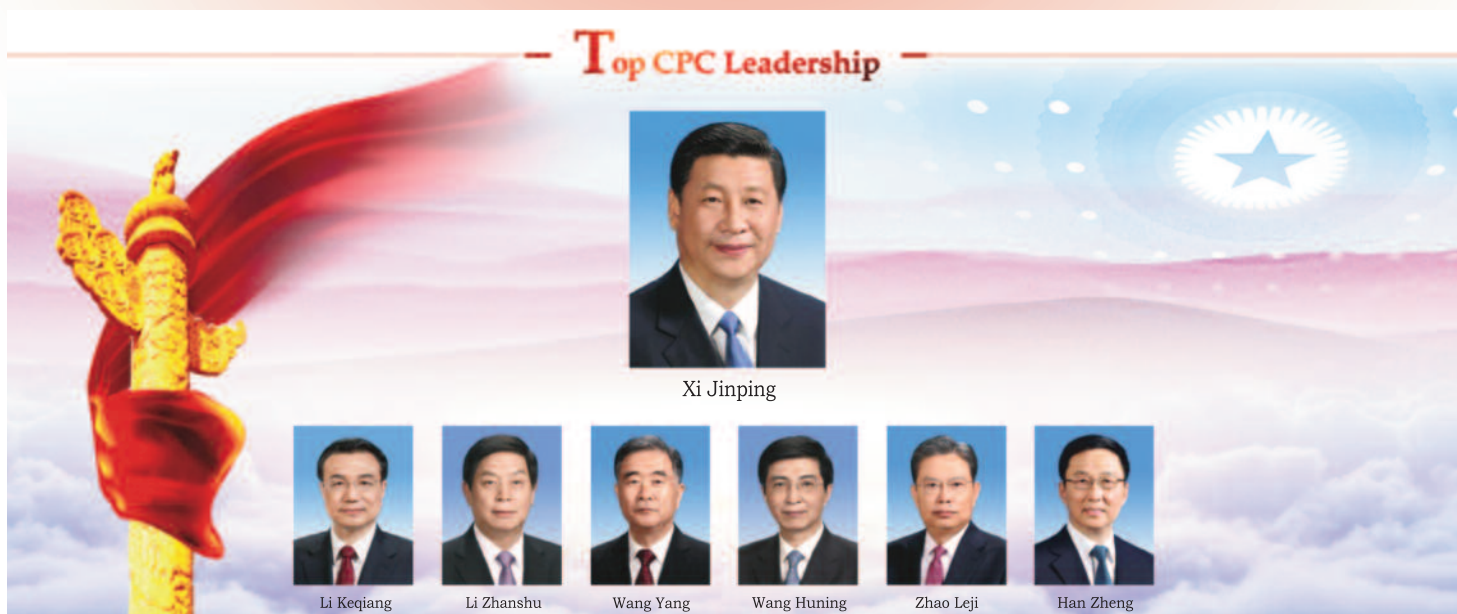 Top CPC Leadership
Xi Jinping
Li Keqiang
Li Zhanshu
Wang Yang
Wang Huning
Zhao Leji
Han Zheng